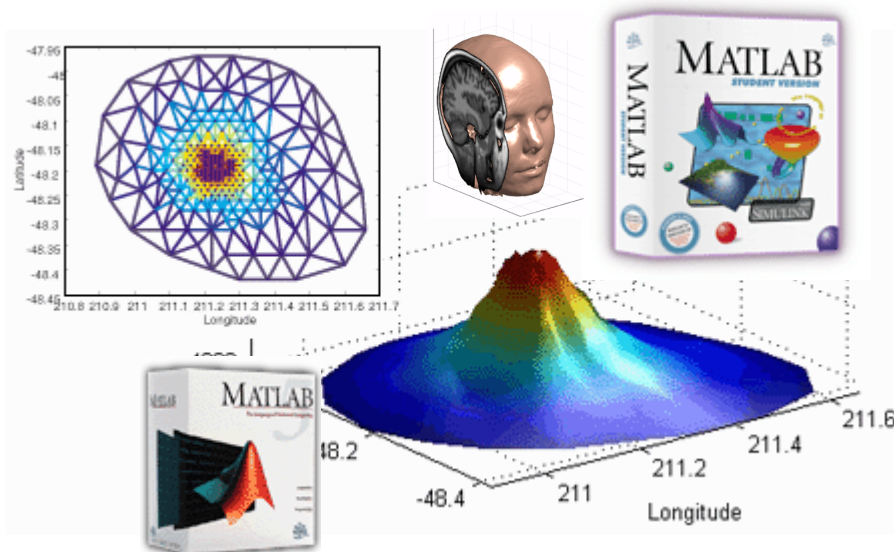 -47.95
-48
-48.05
-48.1
-48.15
-48.2
-48.25
-48.3
-48.35
-48.4
-48.45
Latitude
210.8 210.9 211 211.1 211.2 211.3 211.4 211.5 211.6 211.7
Longitude
MATLAB
STUDENT VERSION
MATLAB
STUDENT VERSION
SIMULINK
MATLAB
MATLAB
5
48.2
-48.4
211
211.2
211.4
211.6
Longitude